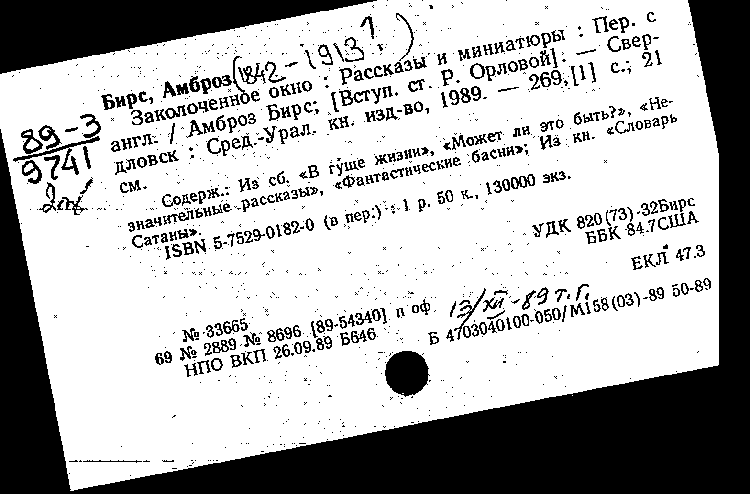 Бирс, Амброз (1842-1913?)
89-3
9741
Заколоченное окно : Рассказы и миниатюры : Пер. с
англ. / Амброз Бирс; [Вступ. ст. Р. Орловой]. — Свер-
дловск : Сред.-Урал. кн. изд-во, 1989. — 269,[1] с.; 21
см.
Содерж.: Из сб. «В гуше жизни», «Может ли это быть?», «Не-
значительные рассказы», «Фантастические басни»; Из кн. «Словарь
Сатаны».
ISBN 5-7529-0182-0 (в пер.) : 1 р. 50 к., 130000 экз.
УДК 820(73)-32Бирс
ББК 84.7США
ЕКЛ 47.3
№ 33665
69 № 2889 № 8696 [89-54340] п оф 13/XII-89 т.г.
НПО ВКП 26.09.89 Б646
Б 4703040100-050/М158(03)-89 50-89